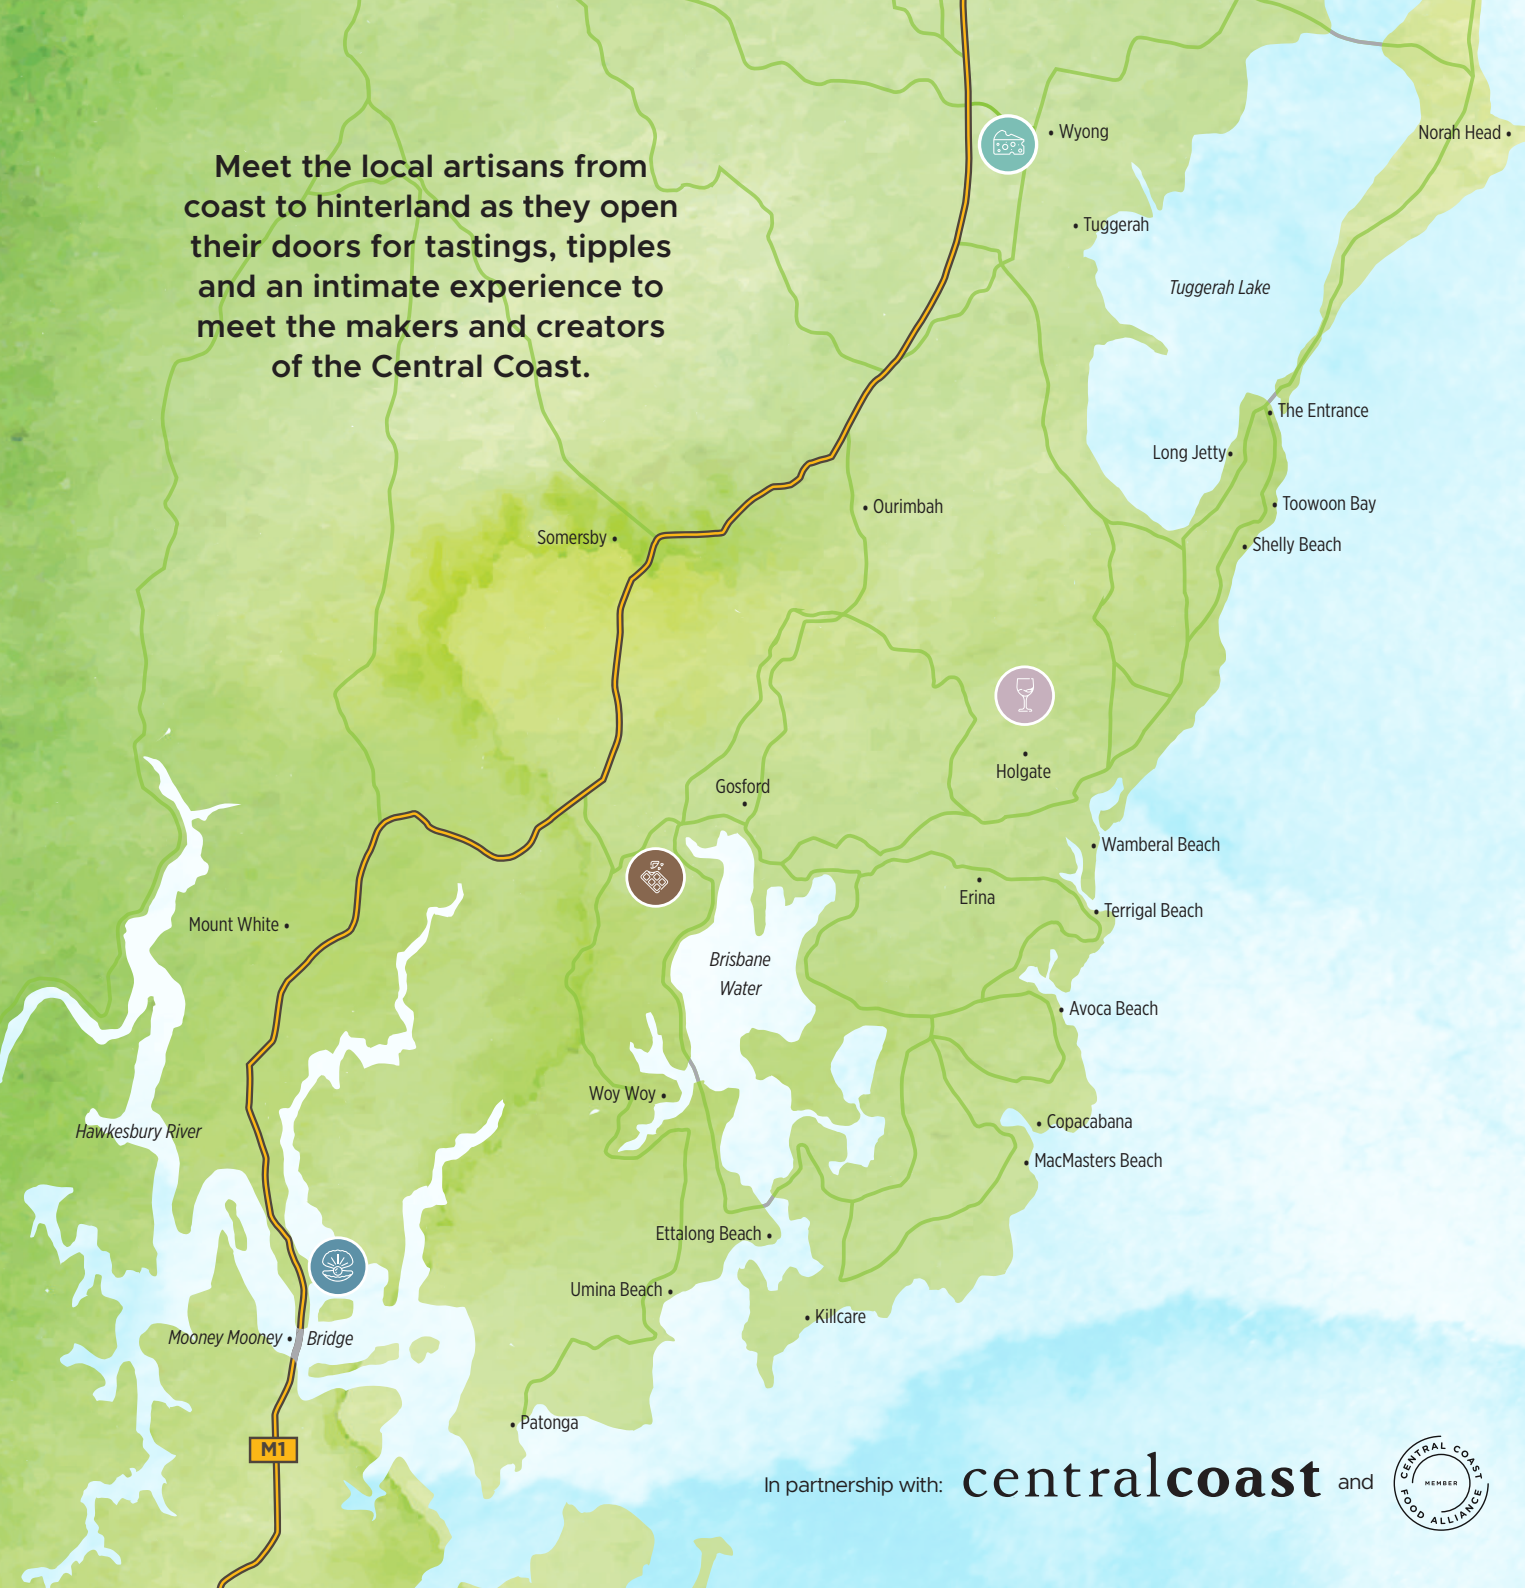 Wyong
Norah Head
Meet the local artisans from
coast to hinterland as they open
their doors for tastings, tipples
and an intimate experience to
meet the makers and creators
of the Central Coast.
Tuggerah
Tuggerah Lake
The Entrance
Long Jetty
Toowoon Bay
Ourimbah
Somersby
Shelly Beach
Holgate
Gosford
Wamberal Beach
Erina
Terrigal Beach
Mount White
Brisbane
Water
Avoca Beach
Woy Woy
Copacabana
Hawkesbury River
MacMasters Beach
Ettalong Beach
Umina Beach
Killcare
Mooney Mooney Bridge
Patonga
M1
In partnership with: centralcoast and
CENTRAL COAST
MEMBER
FOOD ALLIANCE